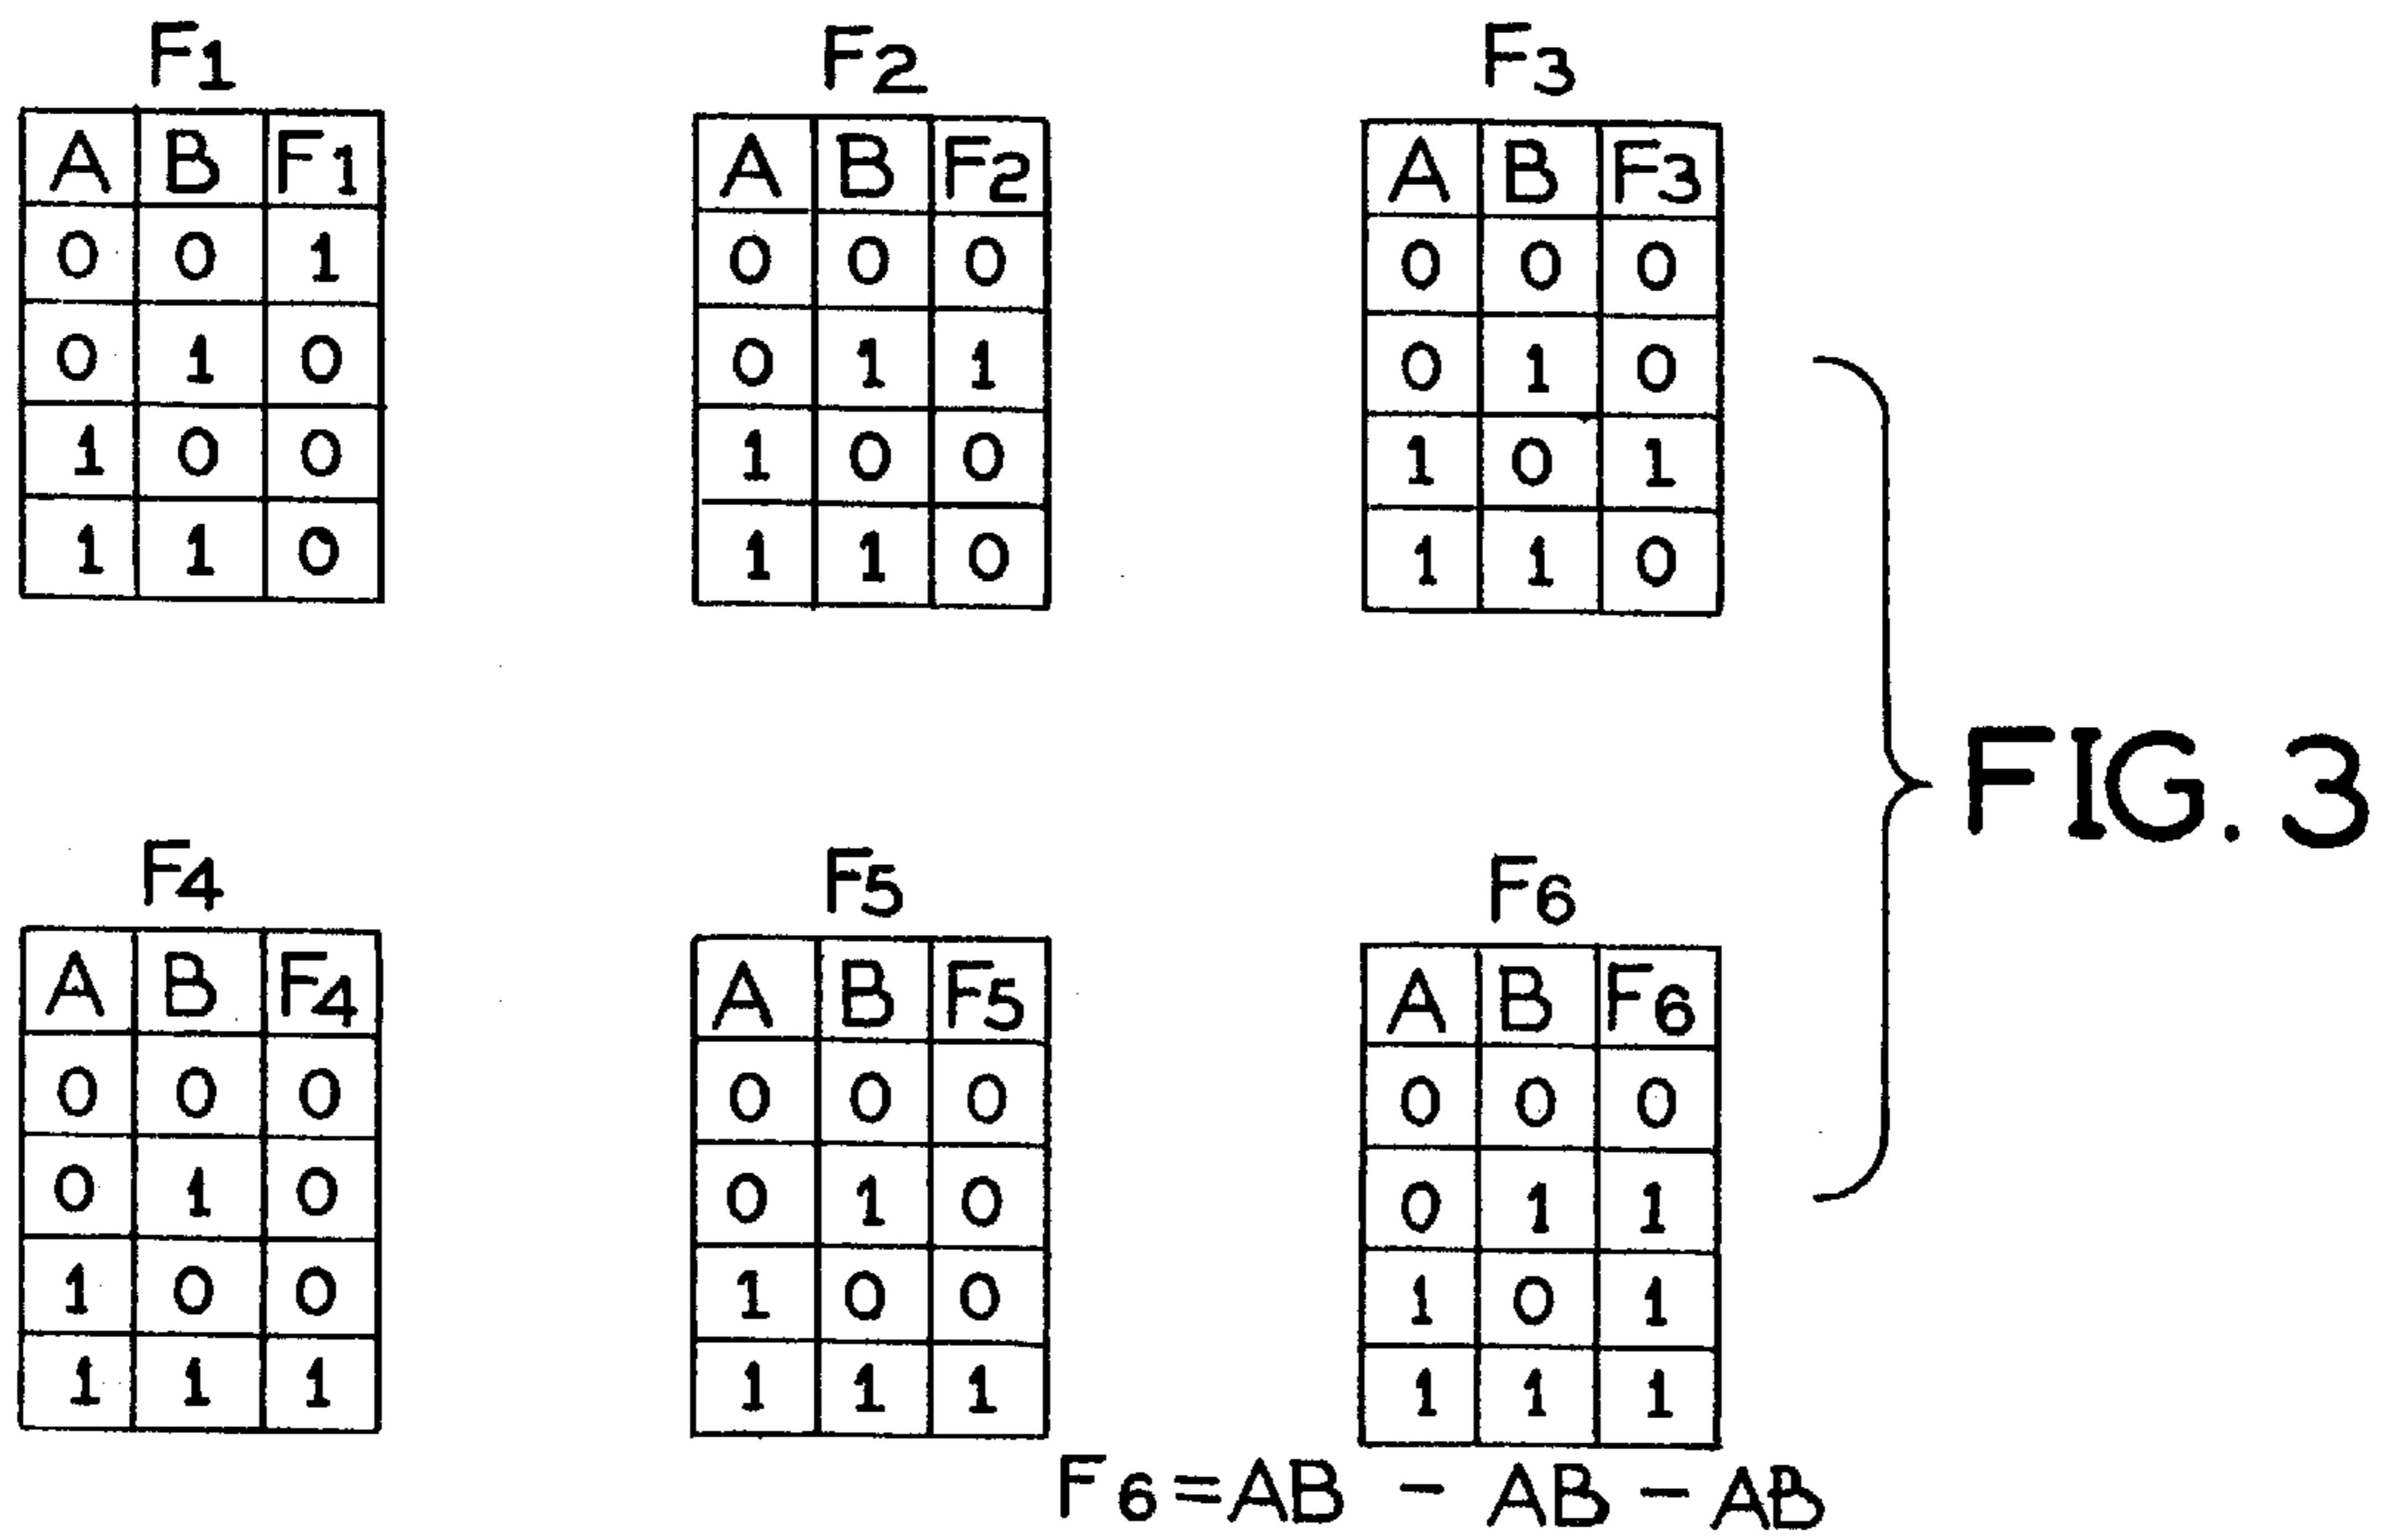 F1 F2 F3
A B F1 A B F2 A B F3
0 0 1 0 0 0 0 0 0
0 1 0 0 1 1 0 1 0
1 0 0 1 0 0 1 0 1
1 1 0 1 1 0 1 1 0
FIG. 3
F4 F5 F6
A B F4 A B F5 A B F6
0 0 0 0 0 0 0 0 0
0 1 0 0 1 0 0 1 1
1 0 0 1 0 0 1 0 1
1 1 1 1 1 1 1 1 1
F6=AB - AB - AB